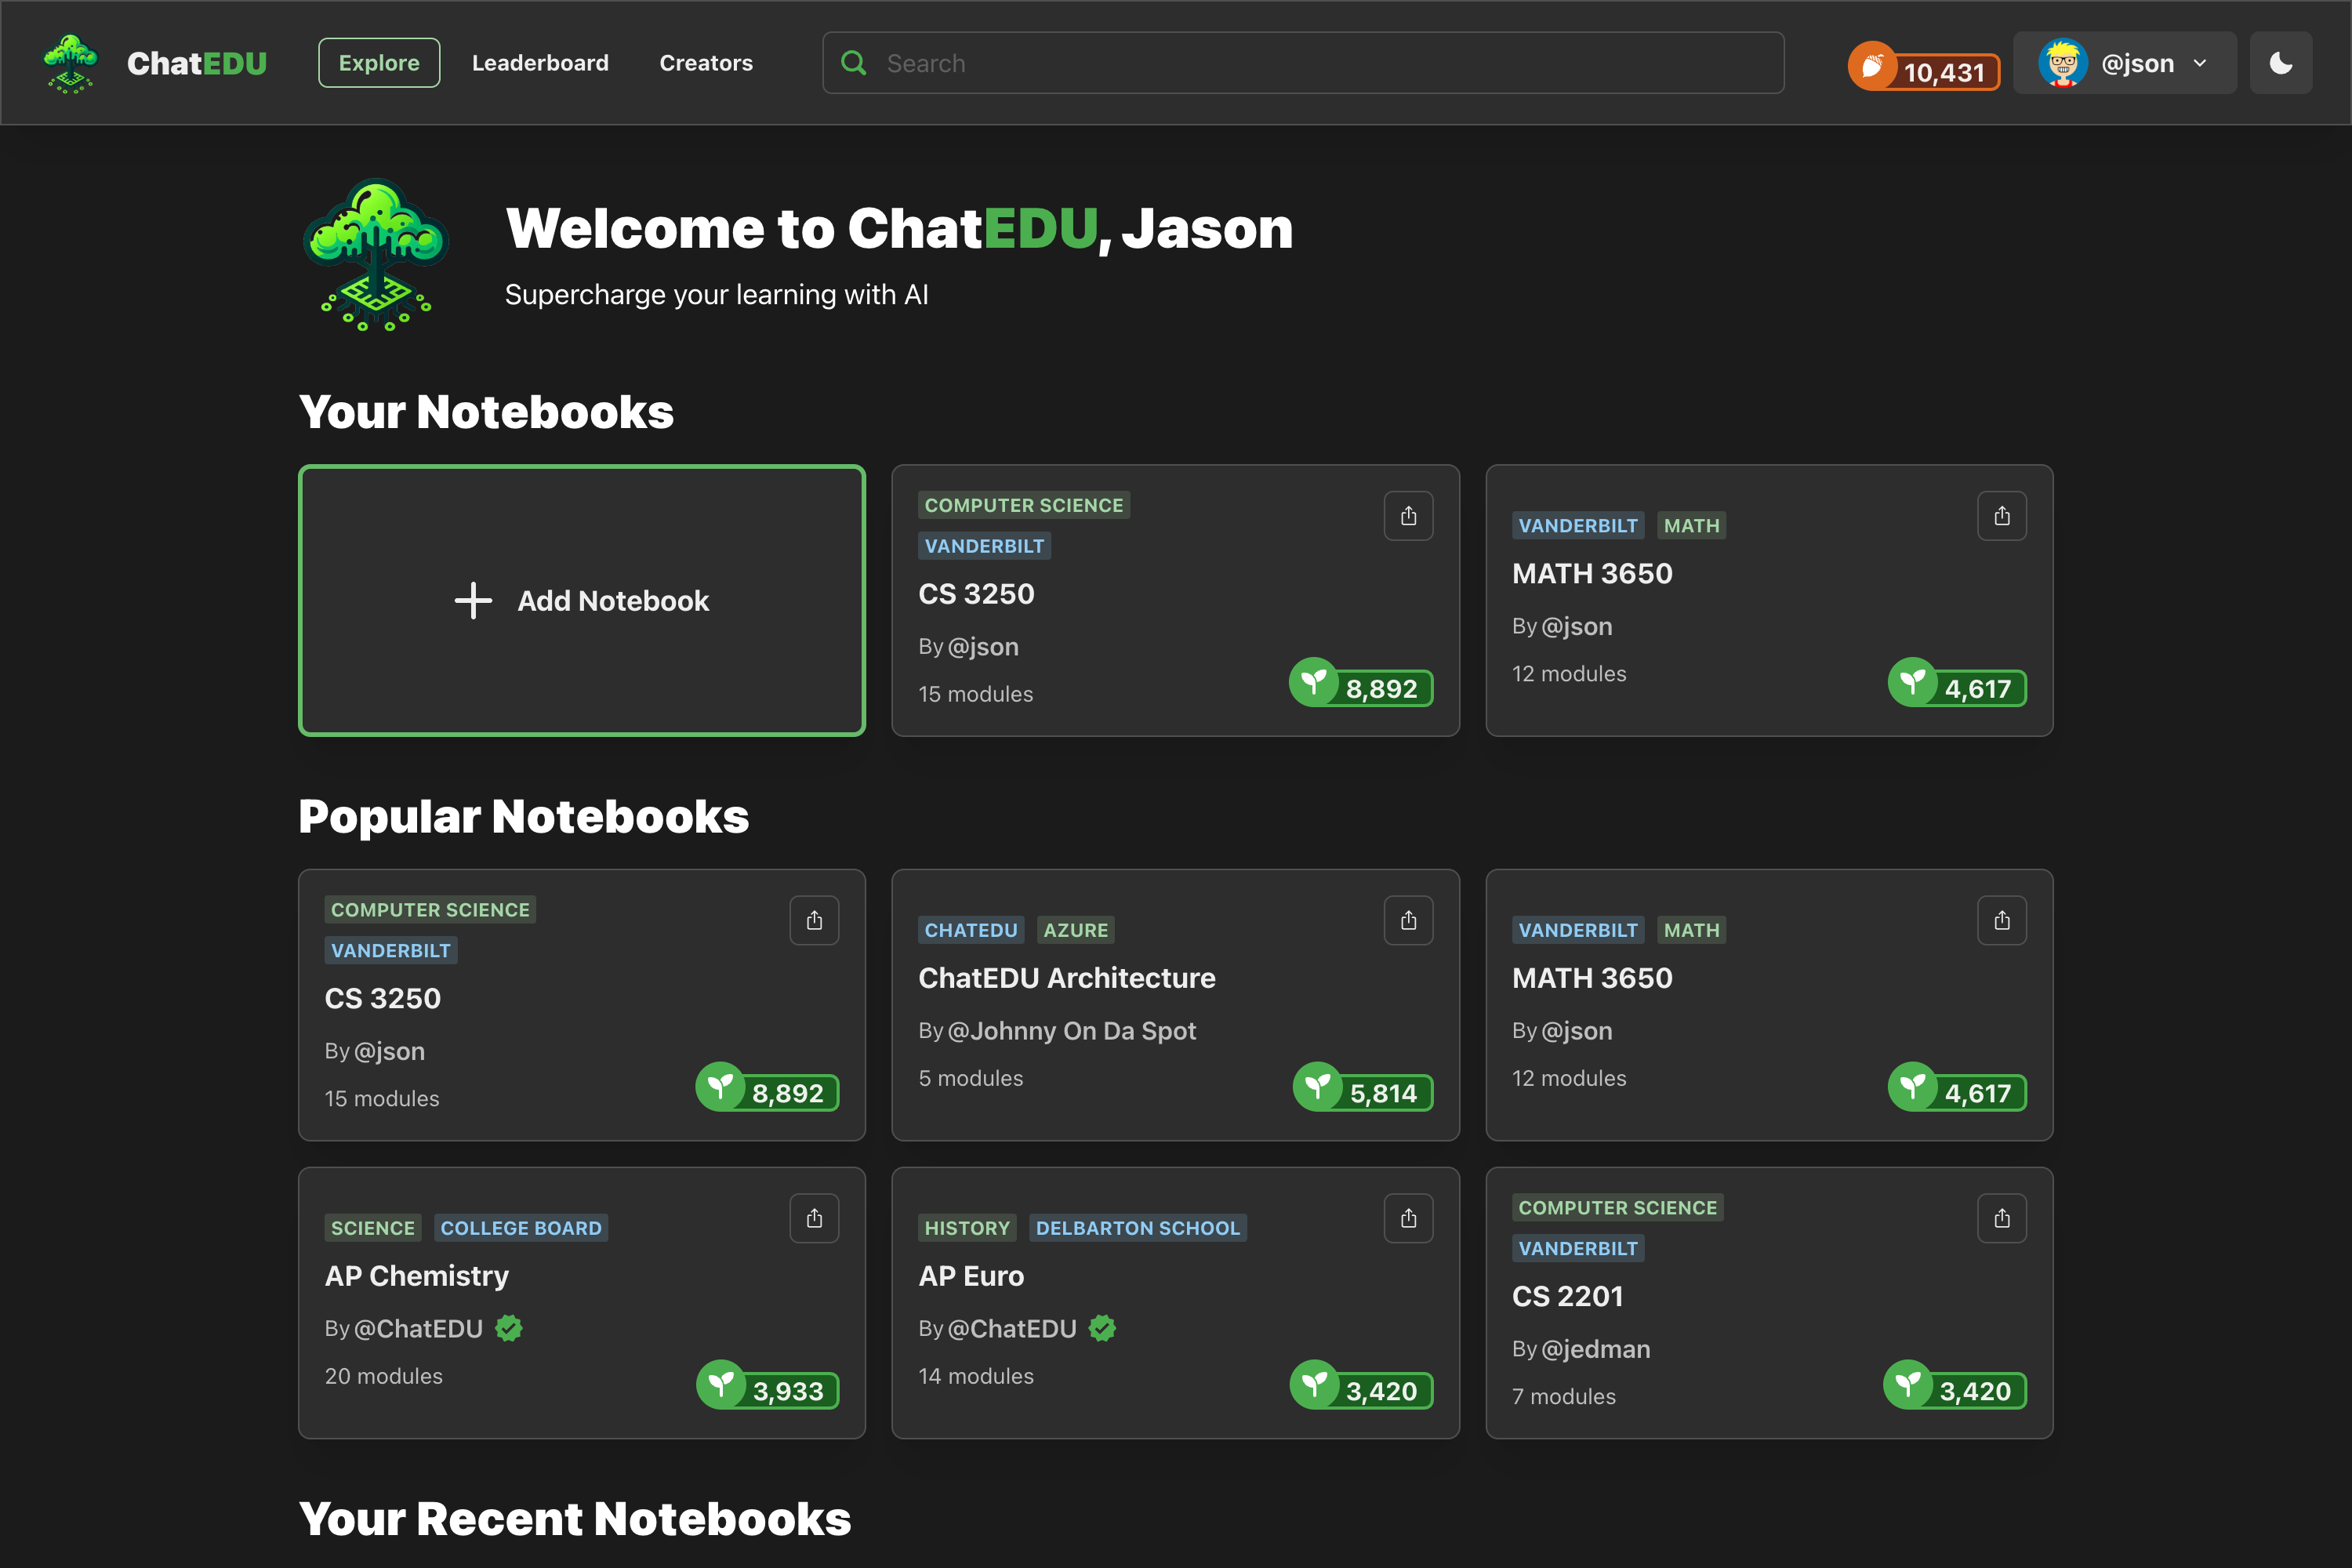 ChatEDU
Explore
Leaderboard
Creators
Search
10,431
@json
Welcome to ChatEDU, Jason
Supercharge your learning with AI
Your Notebooks
Add Notebook
COMPUTER SCIENCE
VANDERBILT
CS 3250
By @json
15 modules
8,892
VANDERBILT MATH
MATH 3650
By @json
12 modules
4,617
Popular Notebooks
COMPUTER SCIENCE
VANDERBILT
CS 3250
By @json
15 modules
8,892
CHATEDU AZURE
ChatEDU Architecture
By @Johnny On Da Spot
5 modules
5,814
VANDERBILT MATH
MATH 3650
By @json
12 modules
4,617
SCIENCE COLLEGE BOARD
AP Chemistry
By @ChatEDU
20 modules
3,933
HISTORY DELBARTON SCHOOL
AP Euro
By @ChatEDU
14 modules
3,420
COMPUTER SCIENCE
VANDERBILT
CS 2201
By @jedman
7 modules
3,420
Your Recent Notebooks